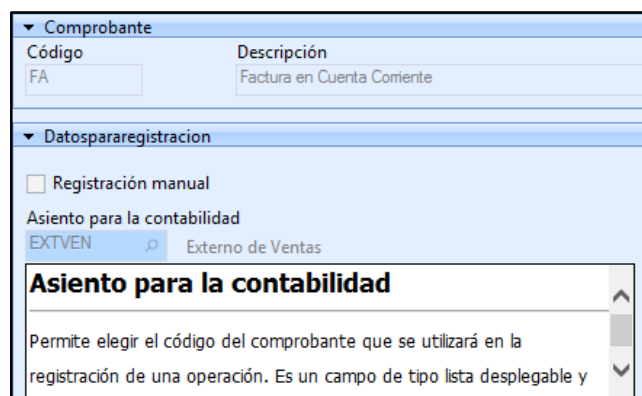 Comprobante
Código Descripción
FA Factura en Cuenta Corriente
Datospararegistracion
Registración manual
Asiento para la contabilidad
EXTVEN Externo de Ventas
Asiento para la contabilidad
Permite elegir el código del comprobante que se utilizará en la
registración de una operación. Es un campo de tipo lista desplegable y